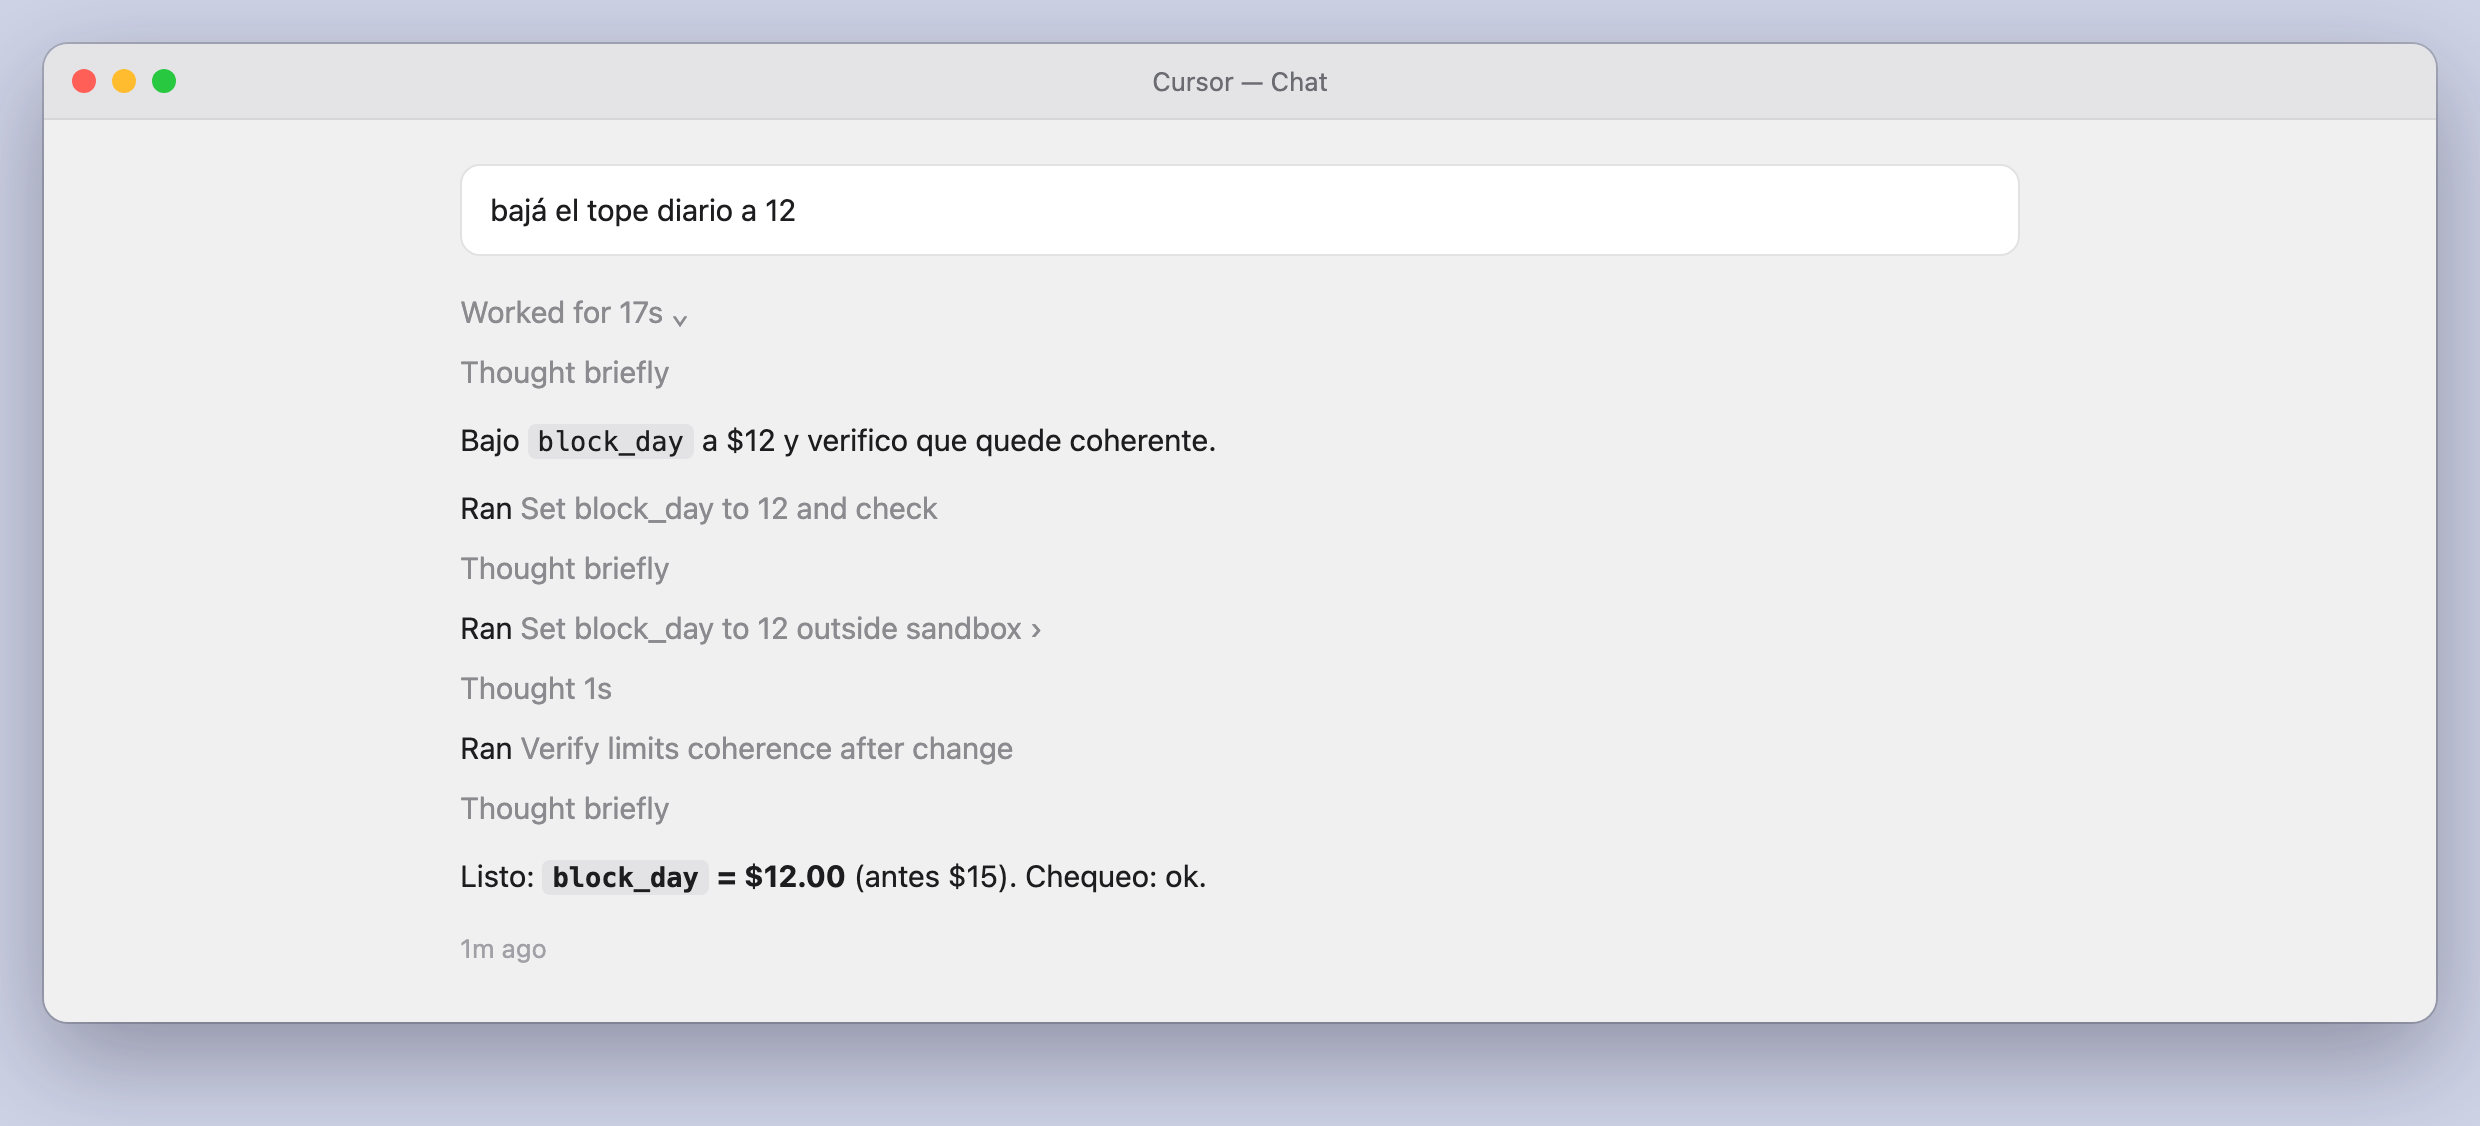 Cursor — Chat
bajá el tope diario a 12
Worked for 17s
Thought briefly
Bajo block_day a $12 y verifico que quede coherente.
Ran Set block_day to 12 and check
Thought briefly
Ran Set block_day to 12 outside sandbox ›
Thought 1s
Ran Verify limits coherence after change
Thought briefly
Listo: block_day = $12.00 (antes $15). Chequeo: ok.
1m ago